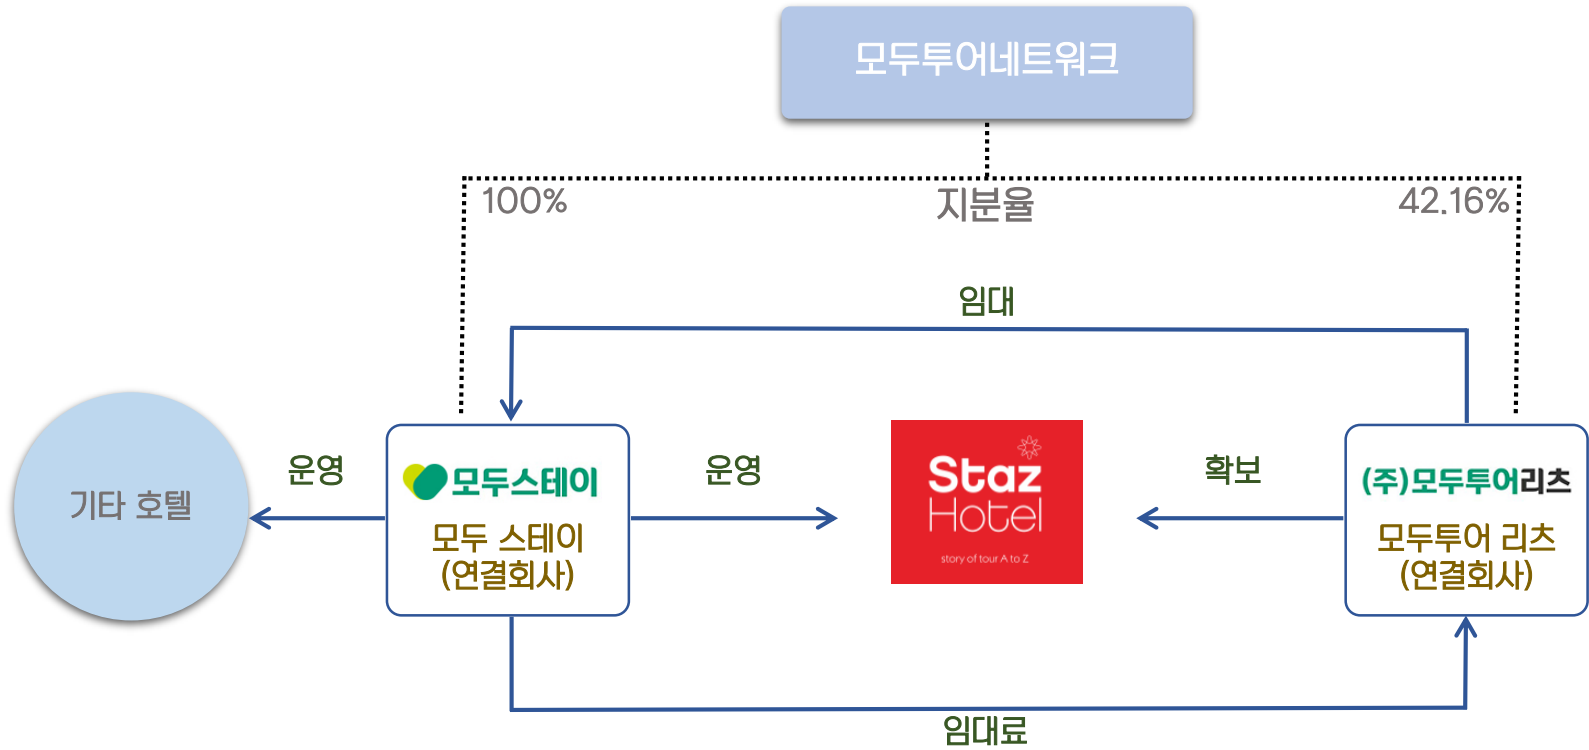 모두투어네트워크
100%
지분율
42.16%
임대
기타 호텔
운영
모두스테이
모두 스테이
(연결회사)
운영
Staz
Hotel
story of tour A to Z
확보
(주)모두투어리츠
모두투어 리츠
(연결회사)
임대료